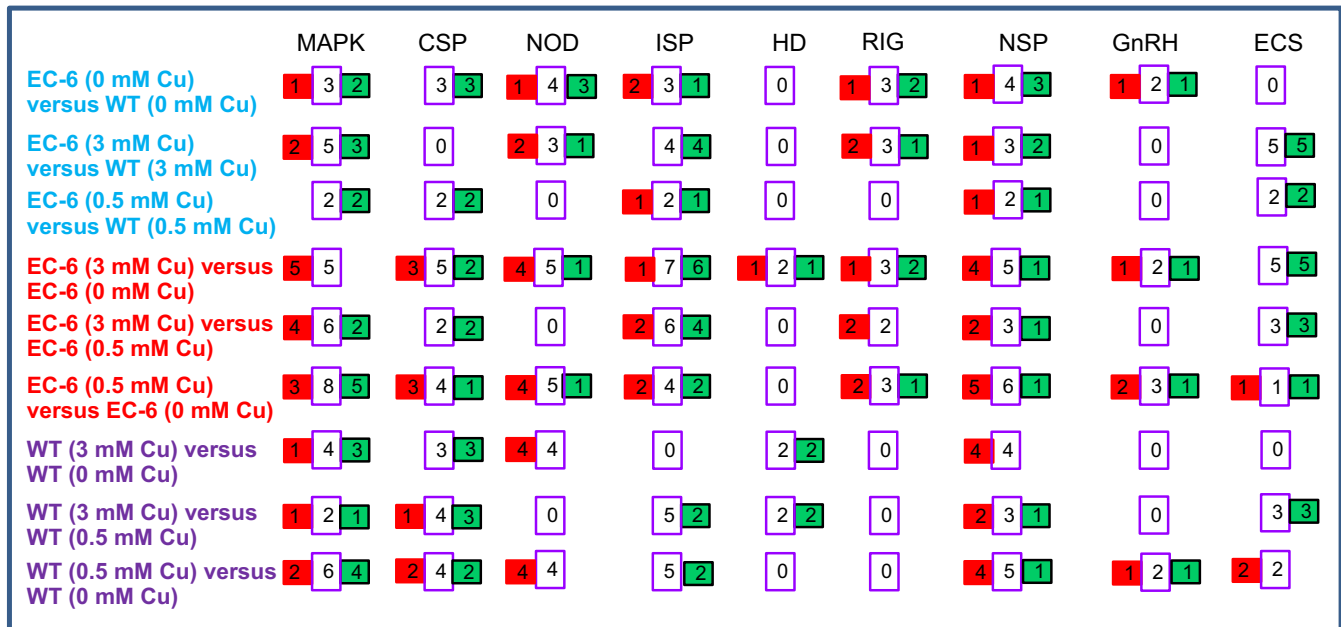 MAPK CSP NOD ISP HD RIG NSP GnRH ECS
EC-6 (0 mM Cu)
versus WT (0 mM Cu)
1 3 2 3 3 1 4 3 2 3 1 0 1 3 2 1 4 3 1 2 1 0
EC-6 (3 mM Cu)
versus WT (3 mM Cu)
2 5 3 0 2 3 1 4 4 0 2 3 1 1 3 2 0 5 5
EC-6 (0.5 mM Cu)
versus WT (0.5 mM Cu)
2 2 2 2 0 1 2 1 0 0 1 2 1 0 2 2
EC-6 (3 mM Cu) versus
EC-6 (0 mM Cu)
5 5 3 5 2 4 5 1 1 7 6 1 2 1 1 3 2 4 5 1 1 2 1 5 5
EC-6 (3 mM Cu) versus
EC-6 (0.5 mM Cu)
4 6 2 2 2 0 2 6 4 0 2 2 2 3 1 0 3 3
EC-6 (0.5 mM Cu)
versus EC-6 (0 mM Cu)
3 8 5 3 4 1 4 5 1 2 4 2 0 2 3 1 5 6 1 2 3 1 1 1 1
WT (3 mM Cu) versus
WT (0 mM Cu)
1 4 3 3 3 4 4 0 2 2 0 4 4 0 0
WT (3 mM Cu) versus
WT (0.5 mM Cu)
1 2 1 1 4 3 0 5 2 2 2 0 2 3 1 0 3 3
WT (0.5 mM Cu) versus
WT (0 mM Cu)
2 6 4 2 4 2 4 4 5 2 0 0 4 5 1 1 2 1 2 2